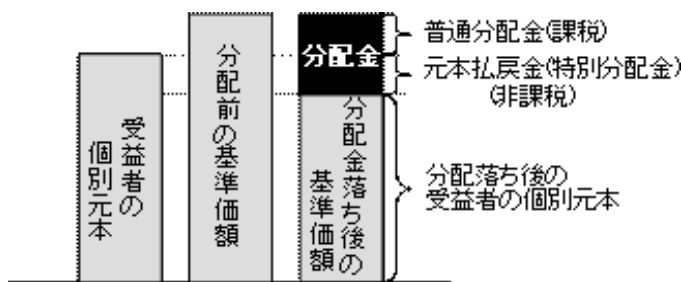 受益者の
個別元本
分配前の基準価額
分配金
分配金落ち後の
基準価額
普通分配金(課税)
元本払戻金(特別分配金)
(非課税)
分配落ち後の
受益者の個別元本